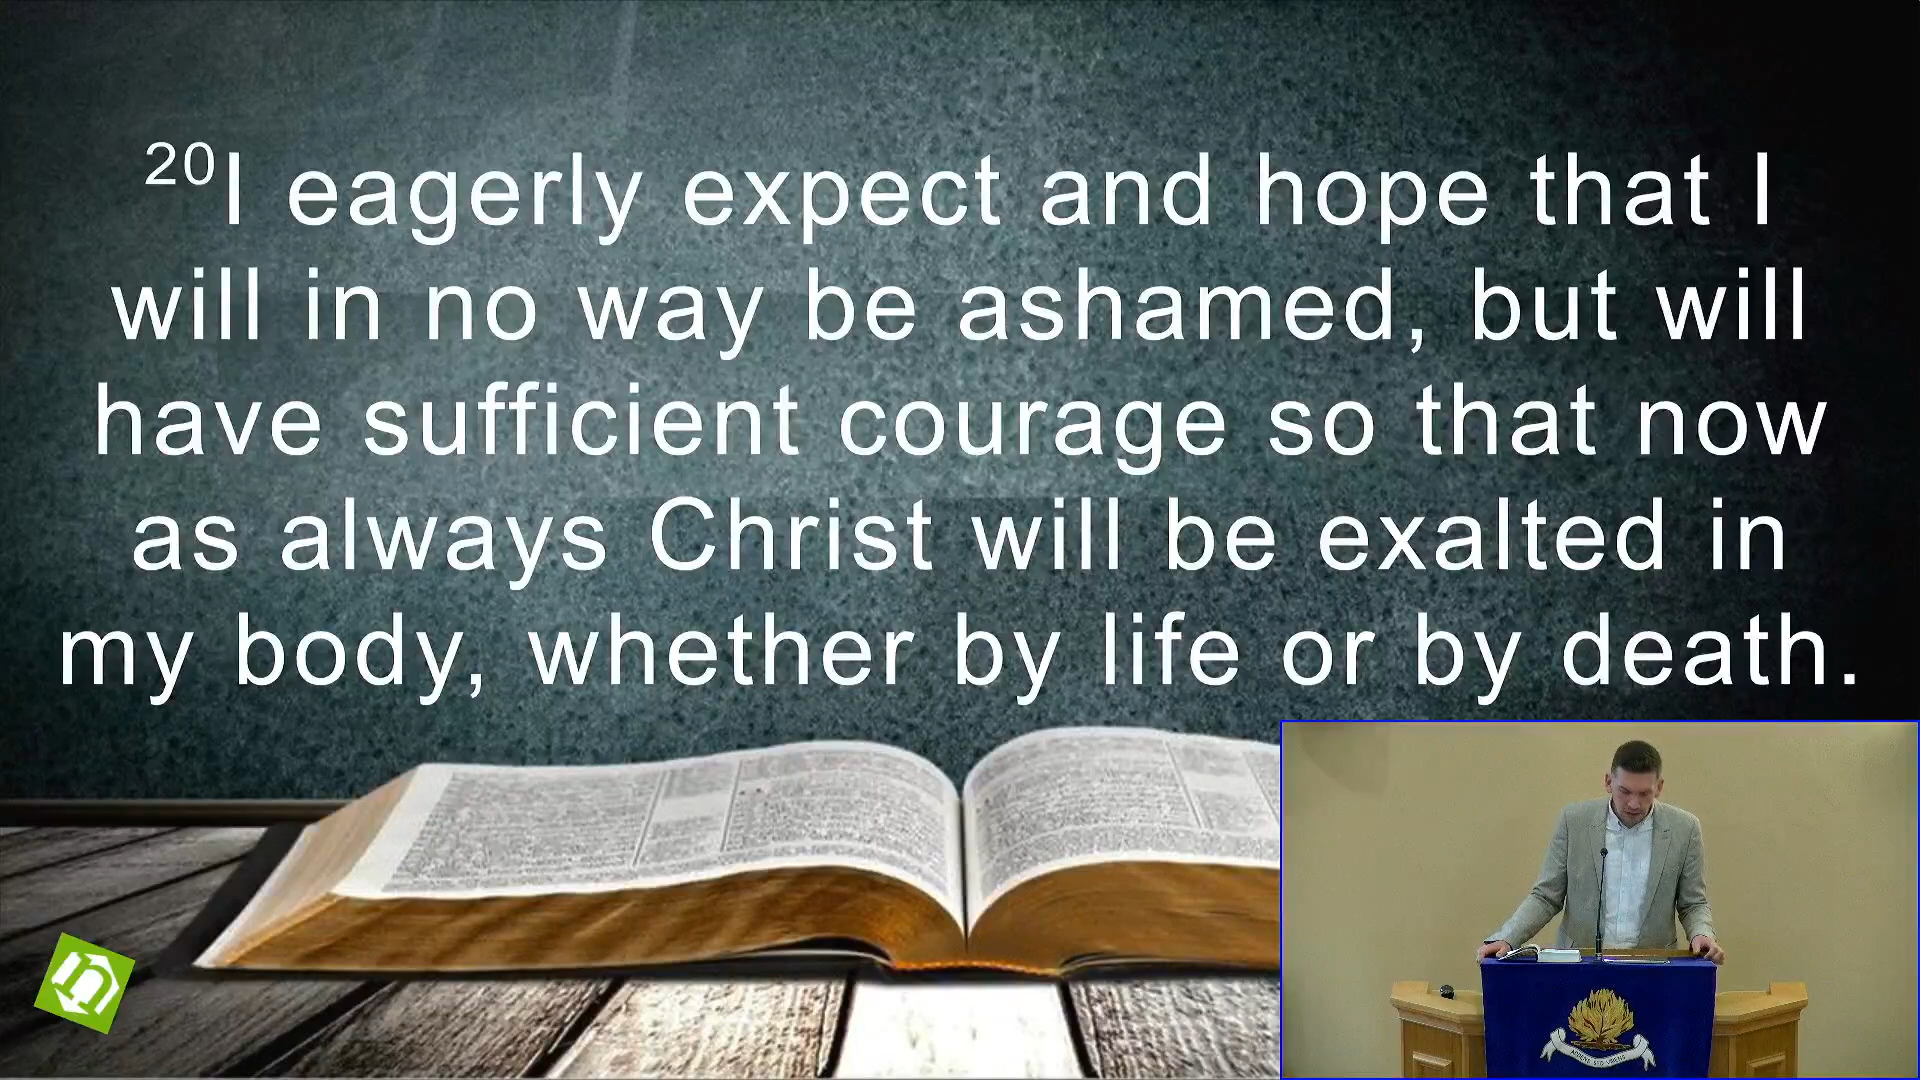 ²⁰I eagerly expect and hope that I
will in no way be ashamed, but will
have sufficient courage so that now
as always Christ will be exalted in
my body, whether by life or by death.